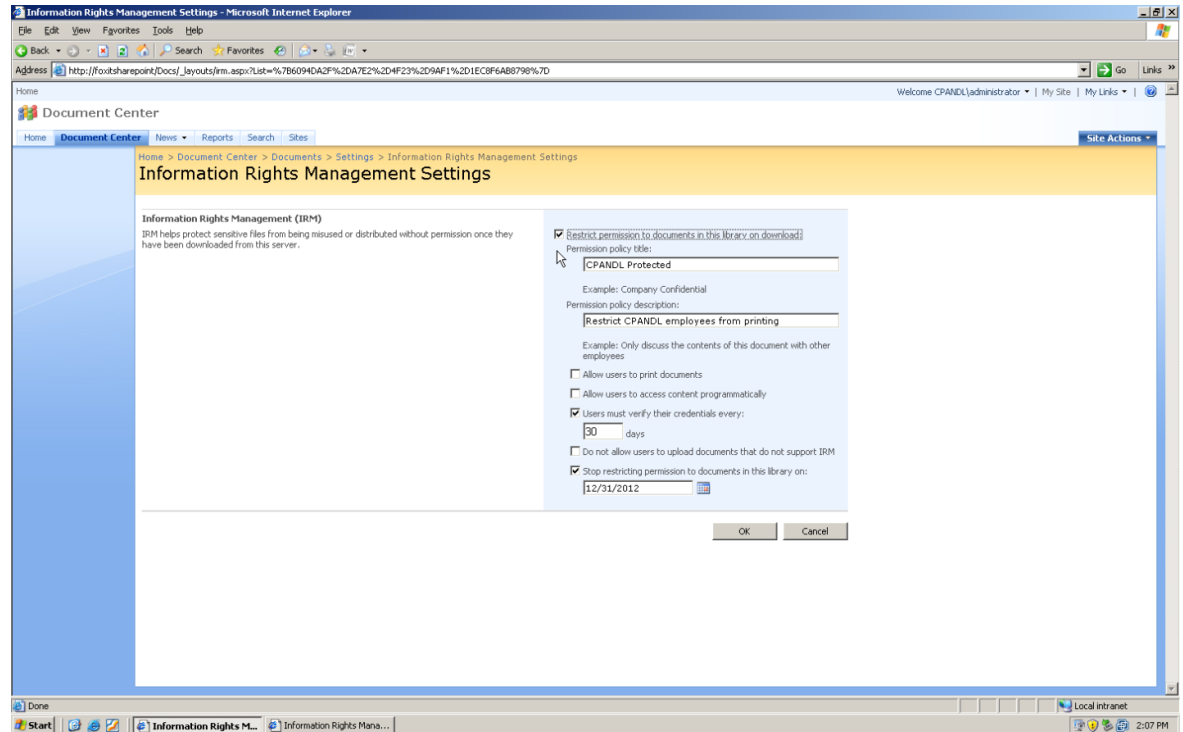 Information Rights Management Settings - Microsoft Internet Explorer
File Edit View Favorites Tools Help
Back Search Favorites
Address http://foxitsharepoint/Docs/_layouts/irm.aspx?List=%7B6094DA2F%2DA7E2%2D4F23%2D9AF1%2D1EC8F6AB8798%7D Go Links »
Home Welcome CPANDL\administrator | My Site | My Links |
Document Center
Home Document Center News Reports Search Sites Site Actions
Home > Document Center > Documents > Settings > Information Rights Management Settings
Information Rights Management Settings
Information Rights Management (IRM)
IRM helps protect sensitive files from being misused or distributed without permission once they
have been downloaded from this server.
Restrict permission to documents in this library on download:
Permission policy title:
CPANDL Protected
Example: Company Confidential
Permission policy description:
Restrict CPANDL employees from printing
Example: Only discuss the contents of this document with other
employees
Allow users to print documents
Allow users to access content programmatically
Users must verify their credentials every:
30 days
Do not allow users to upload documents that do not support IRM
Stop restricting permission to documents in this library on:
12/31/2012
OK Cancel
Done Local intranet
Start Information Rights M... Information Rights Mana... 2:07 PM